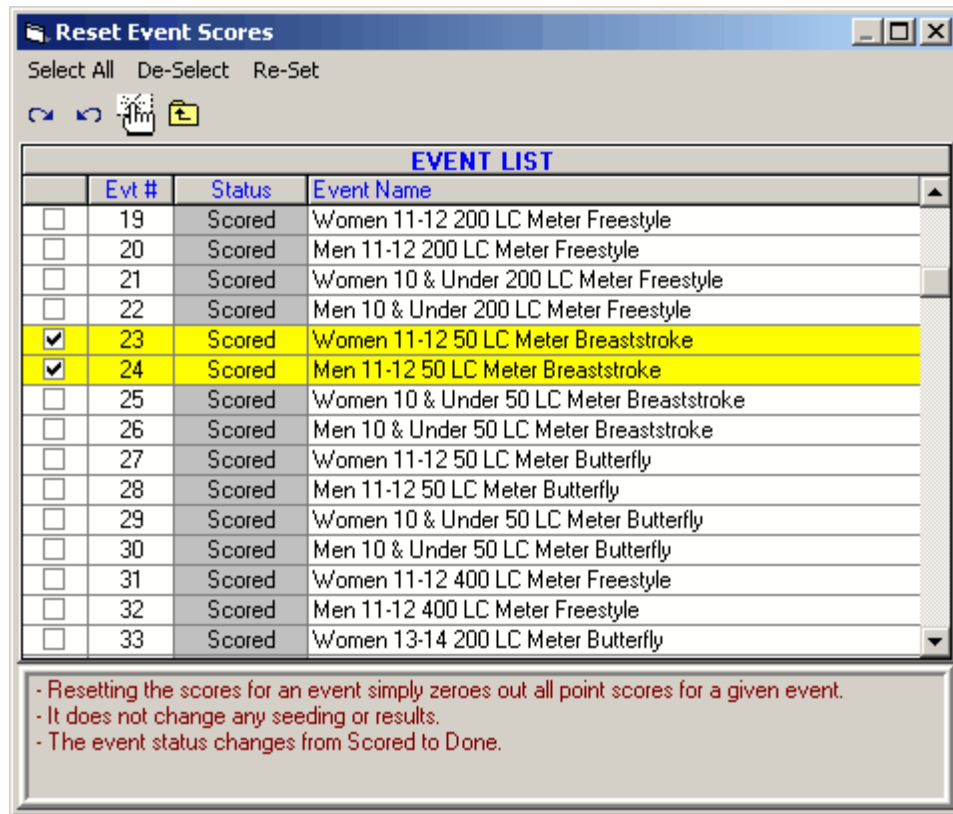 Reset Event Scores
Select All De-Select Re-Set
EVENT LIST
Evt # Status Event Name
19 Scored Women 11-12 200 LC Meter Freestyle
20 Scored Men 11-12 200 LC Meter Freestyle
21 Scored Women 10 & Under 200 LC Meter Freestyle
22 Scored Men 10 & Under 200 LC Meter Freestyle
23 Scored Women 11-12 50 LC Meter Breaststroke
24 Scored Men 11-12 50 LC Meter Breaststroke
25 Scored Women 10 & Under 50 LC Meter Breaststroke
26 Scored Men 10 & Under 50 LC Meter Breaststroke
27 Scored Women 11-12 50 LC Meter Butterfly
28 Scored Men 11-12 50 LC Meter Butterfly
29 Scored Women 10 & Under 50 LC Meter Butterfly
30 Scored Men 10 & Under 50 LC Meter Butterfly
31 Scored Women 11-12 400 LC Meter Freestyle
32 Scored Men 11-12 400 LC Meter Freestyle
33 Scored Women 13-14 200 LC Meter Butterfly
- Resetting the scores for an event simply zeroes out all point scores for a given event.
- It does not change any seeding or results.
- The event status changes from Scored to Done.